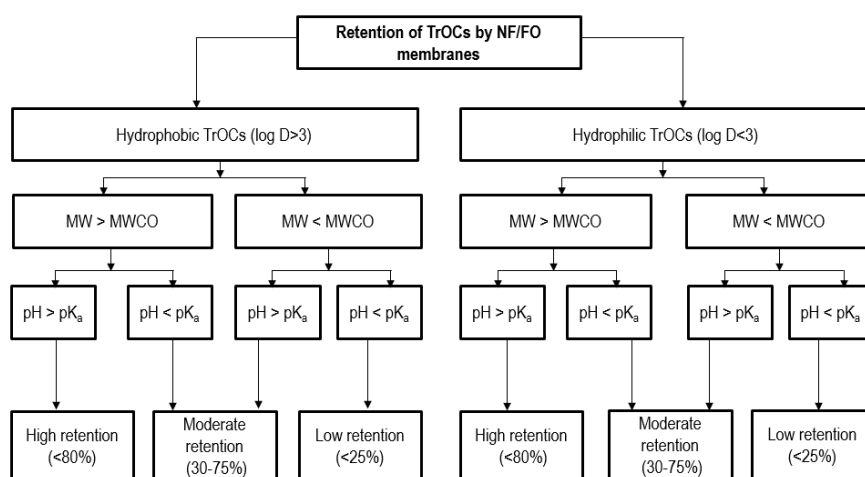 Retention of TrOCs by NF/FO
membranes
Hydrophobic TrOCs (log D>3)
Hydrophilic TrOCs (log D<3)
MW > MWCO
MW < MWCO
MW > MWCO
MW < MWCO
pH > pKa
pH < pKa
pH > pKa
pH < pKa
pH > pKa
pH < pKa
pH > pKa
pH < pKa
High retention
(<80%)
Moderate
retention
(30-75%)
Low retention
(<25%)
High retention
(<80%)
Moderate
retention
(30-75%)
Low retention
(<25%)